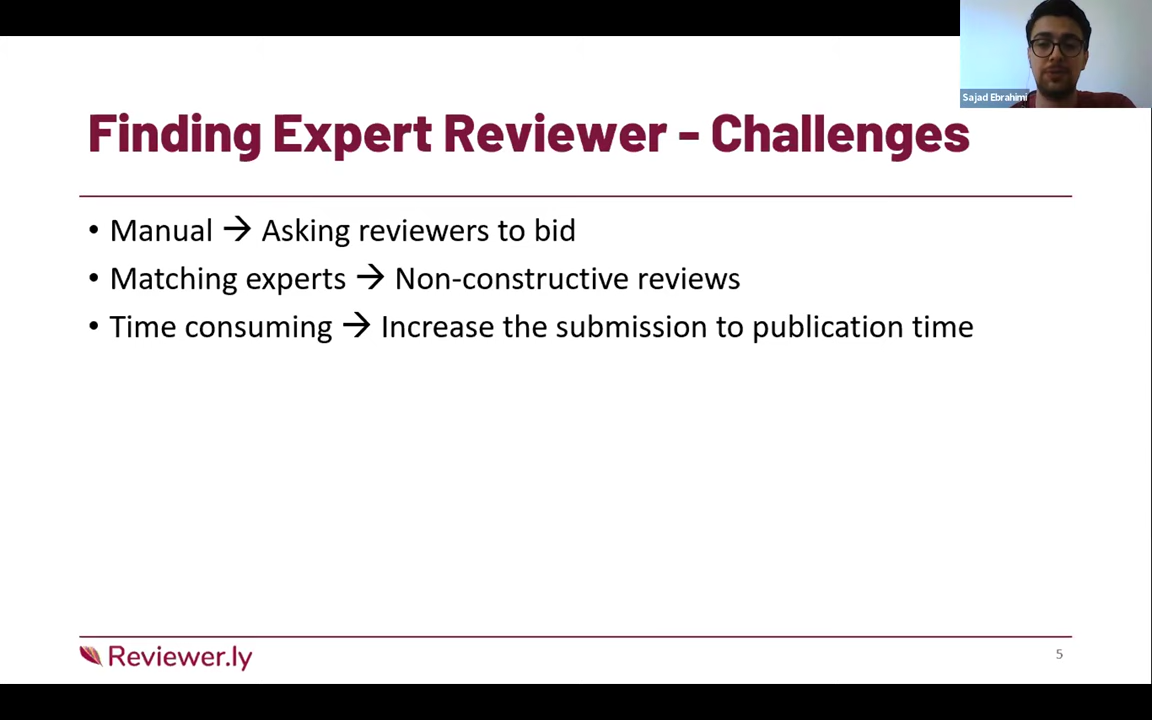 Sajad Ebrahimi
Finding Expert Reviewer - Challenges
• Manual → Asking reviewers to bid
• Matching experts → Non-constructive reviews
• Time consuming → Increase the submission to publication time
Reviewer.ly
5